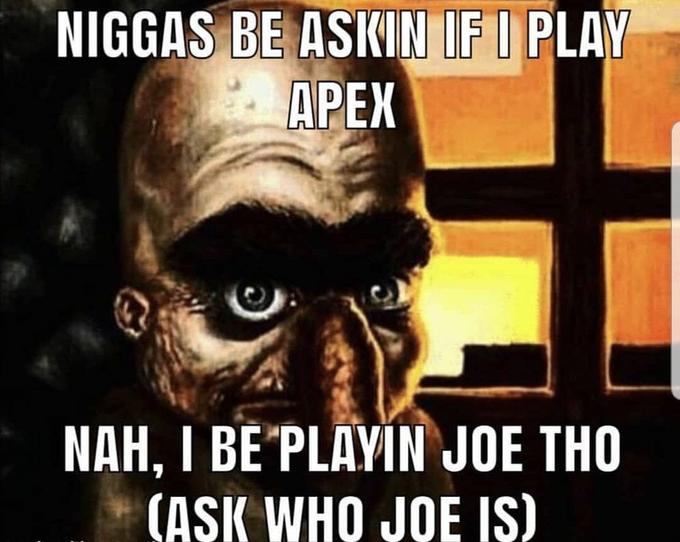 NIGGAS BE ASKIN IF I PLAY
APEX
NAH, I BE PLAYIN JOE THO
(ASK WHO JOE IS)